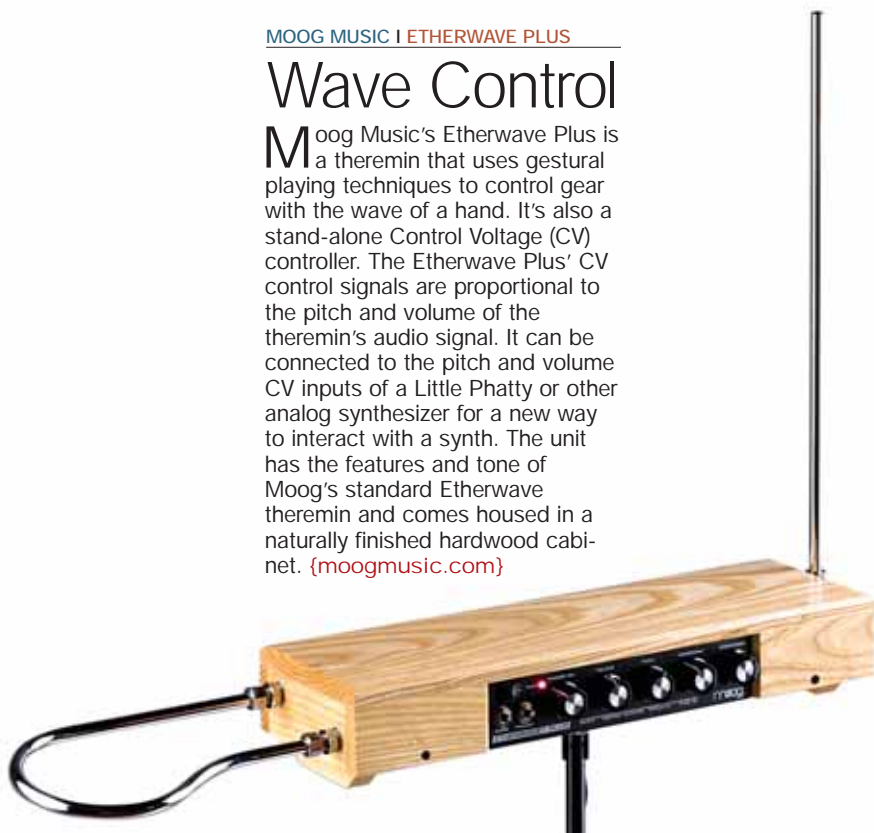 MOOG MUSIC I ETHERWAVE PLUS
Wave Control
Moog Music's Etherwave Plus is
a theremin that uses gestural
playing techniques to control gear
with the wave of a hand. It's also a
stand-alone Control Voltage (CV)
controller. The Etherwave Plus' CV
control signals are proportional to
the pitch and volume of the
theremin's audio signal. It can be
connected to the pitch and volume
CV inputs of a Little Phatty or other
analog synthesizer for a new way
to interact with a synth. The unit
has the features and tone of
Moog's standard Etherwave
theremin and comes housed in a
naturally finished hardwood cabi-
net. {moogmusic.com}
moog